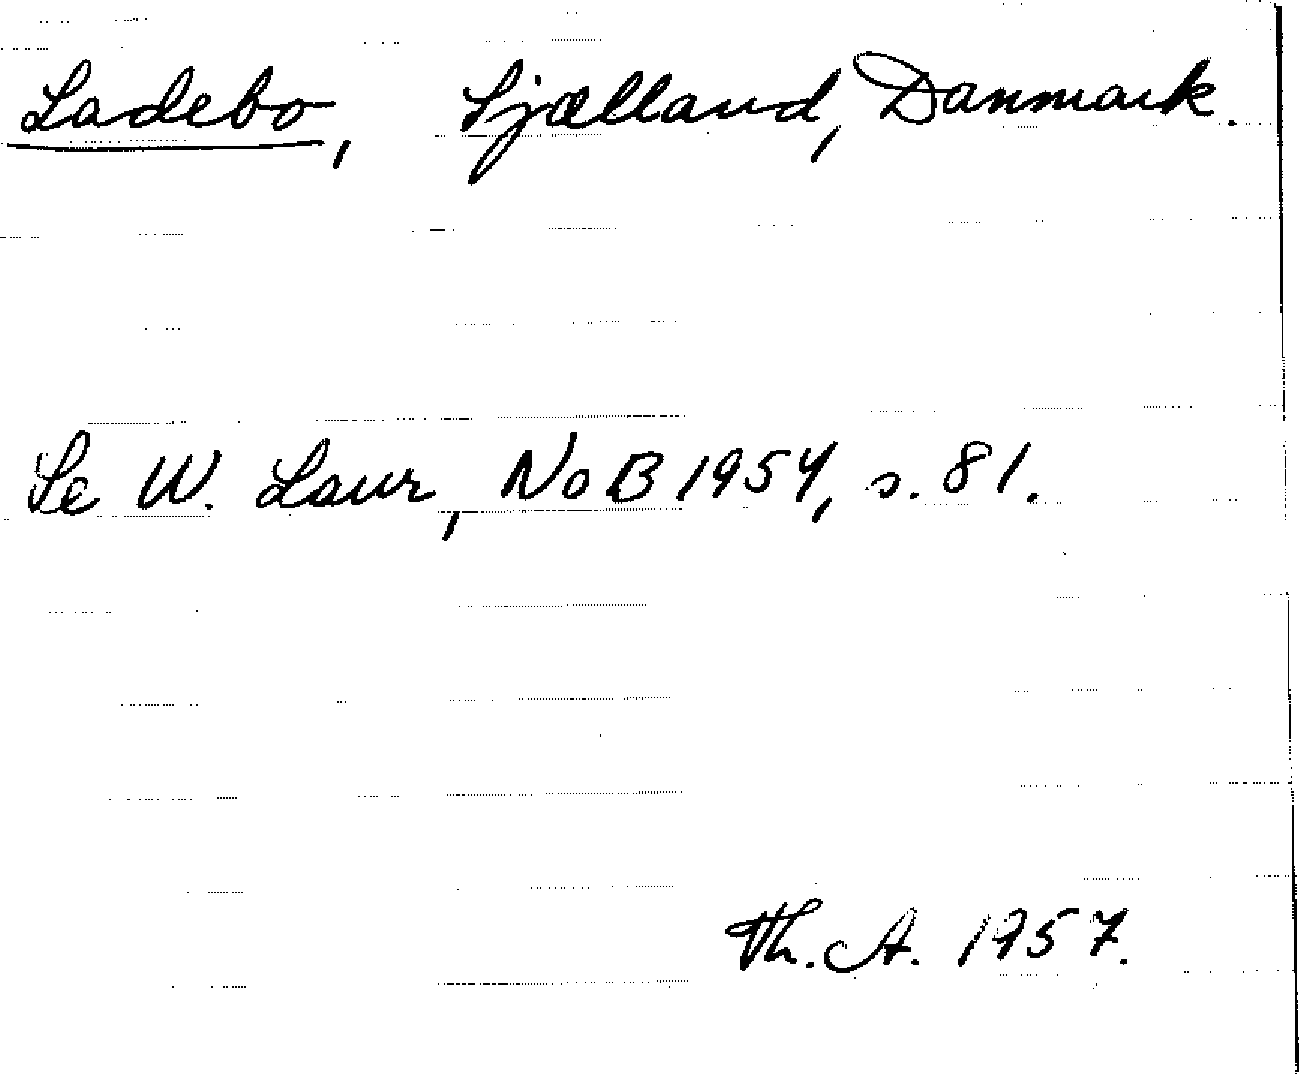 Ladebo, Sjælland, Danmark.
Se W. Laur, NoB 1954, s. 81.
Th. A. 1957.